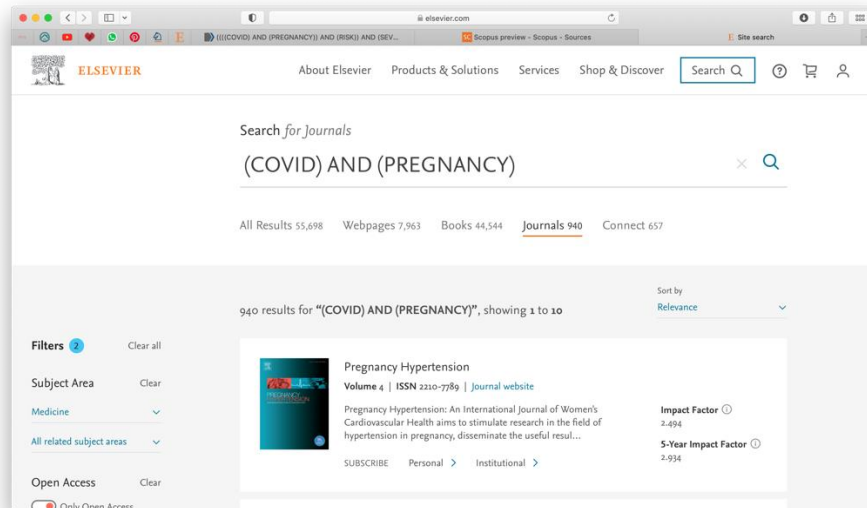 elsevier.com
((((COVID) AND (PREGNANCY)) AND (RISK)) AND (SEV...
SC Scopus preview - Scopus - Sources
E Site search
ELSEVIER
About Elsevier Products & Solutions Services Shop & Discover Search
Search for Journals
(COVID) AND (PREGNANCY)
All Results 55,698 Webpages 7,963 Books 44,544 Journals 940 Connect 657
Sort by
940 results for "(COVID) AND (PREGNANCY)", showing 1 to 10 Relevance
Filters 2 Clear all
Subject Area Clear
Medicine
All related subject areas
Open Access Clear
Only Open Access
Pregnancy Hypertension
Volume 4 | ISSN 2210-7789 | Journal website
Pregnancy Hypertension: An International Journal of Women's
Cardiovascular Health aims to stimulate research in the field of
hypertension in pregnancy, disseminate the useful resul...
SUBSCRIBE Personal Institutional
Impact Factor
2.494
5-Year Impact Factor
2.934